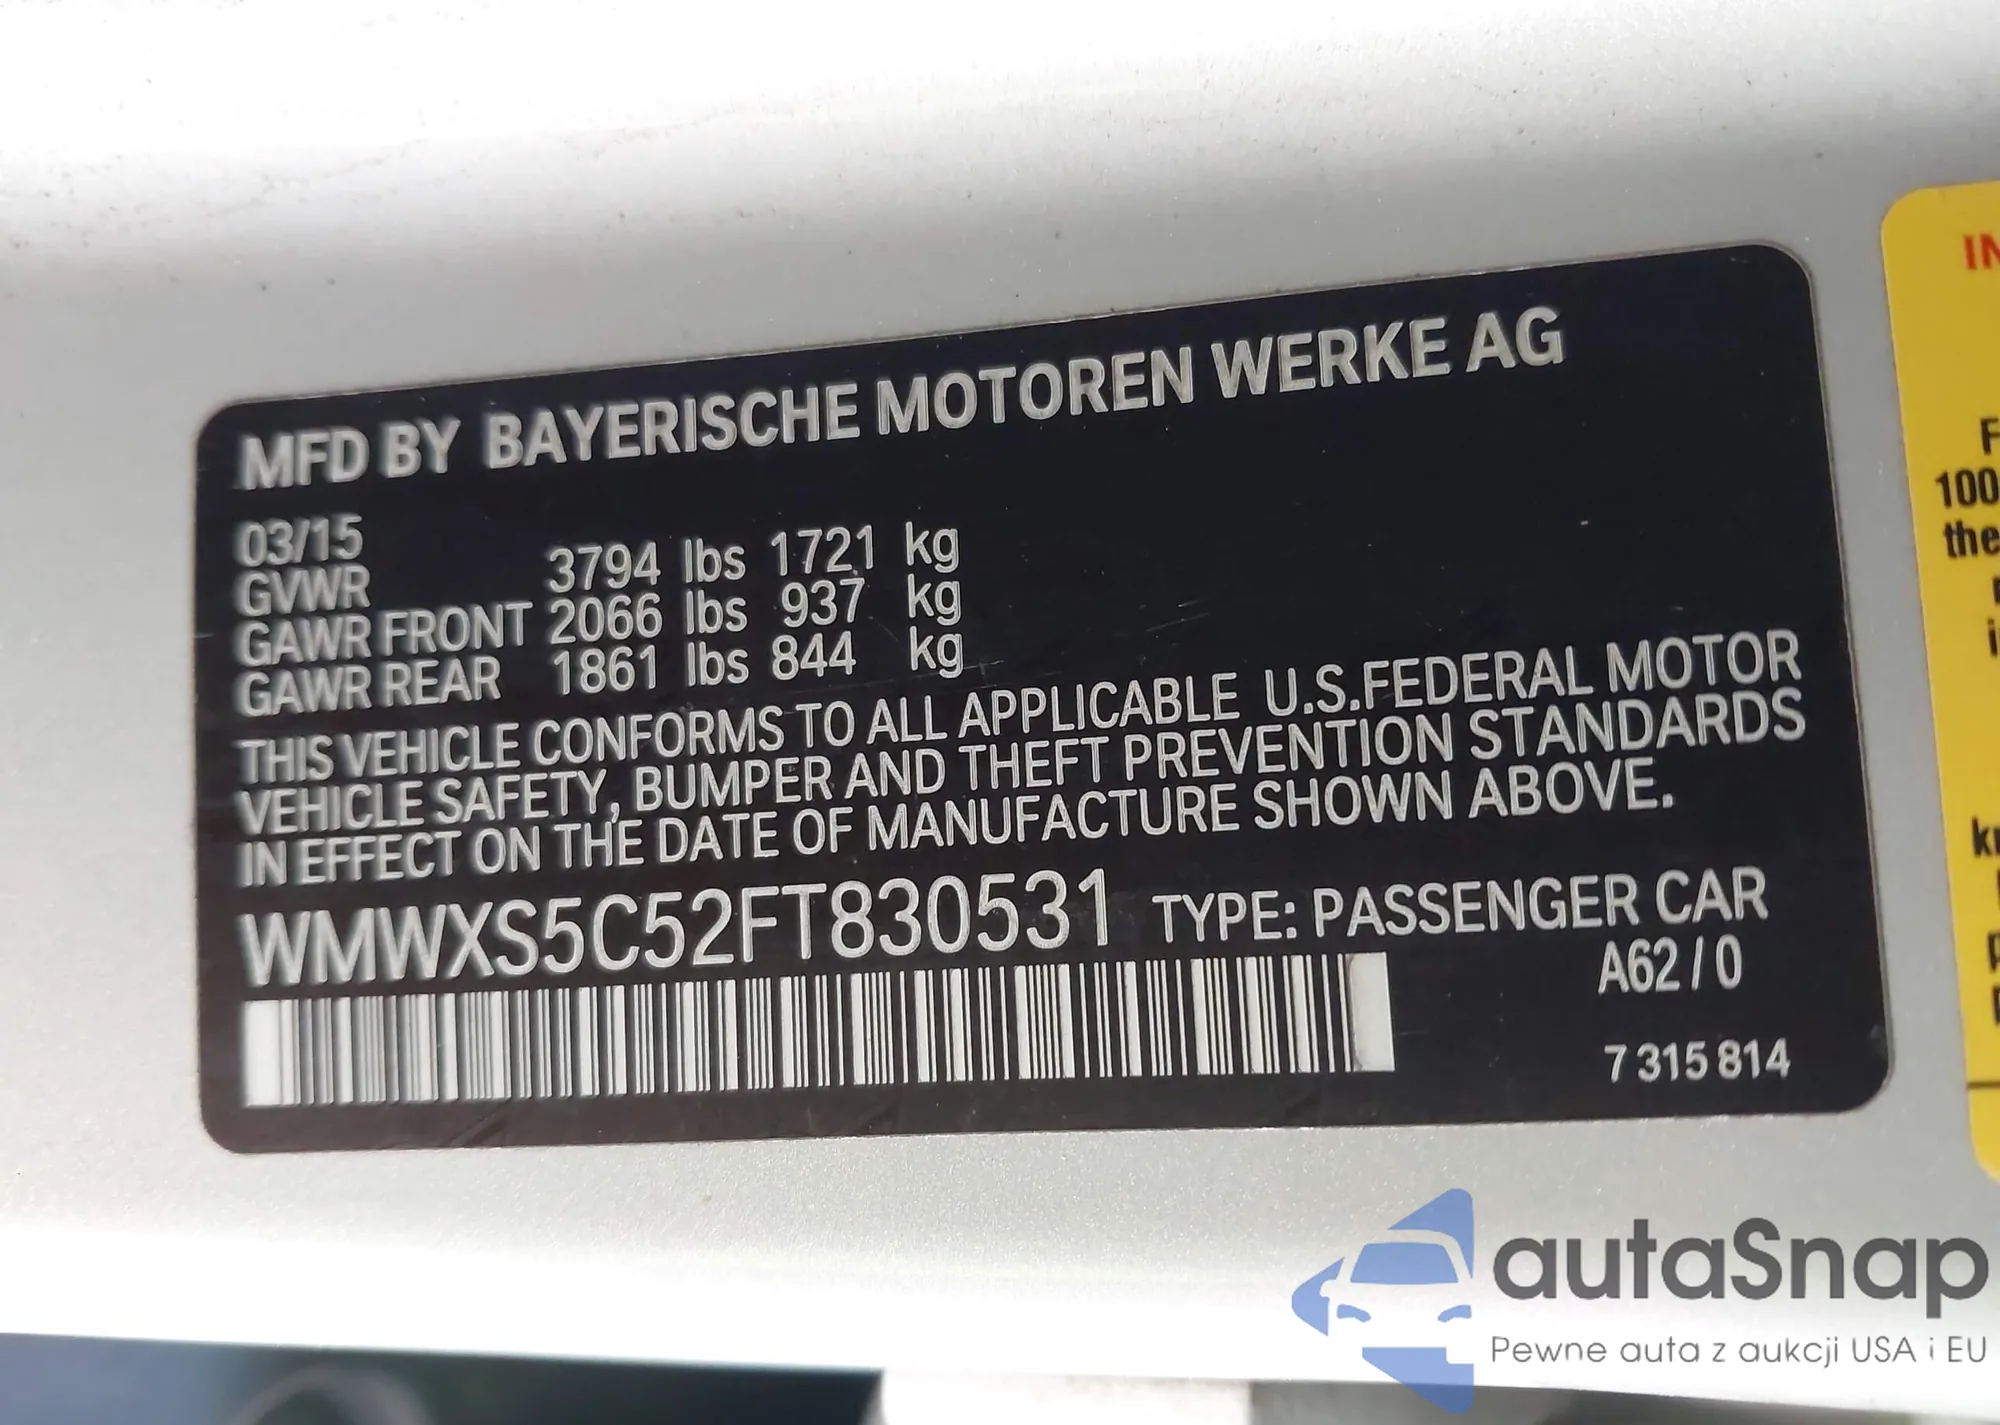 MFD BY BAYERISCHE MOTOREN WERKE AG
03/15
GVWR 3794 lbs 1721 kg
GAWR FRONT 2066 lbs 937 kg
GAWR REAR 1861 lbs 844 kg
THIS VEHICLE CONFORMS TO ALL APPLICABLE U.S.FEDERAL MOTOR
VEHICLE SAFETY, BUMPER AND THEFT PREVENTION STANDARDS
IN EFFECT ON THE DATE OF MANUFACTURE SHOWN ABOVE.
WMWXS5C52FT830531 TYPE: PASSENGER CAR
A62/0
7 315 814
100
the
autaSnap
Pewne auta z aukcji USA i EU